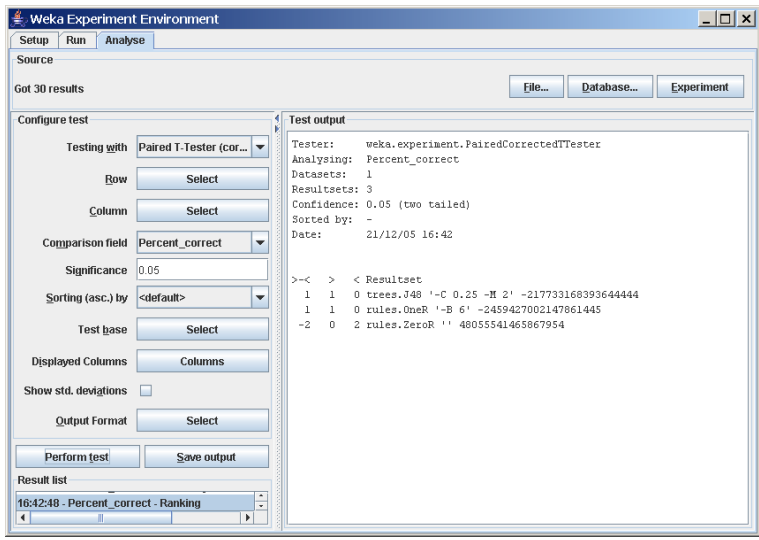 Weka Experiment Environment
Setup Run Analyse
Source
Got 30 results
File... Database... Experiment
Configure test
Testing with Paired T-Tester (cor...
Row Select
Column Select
Comparison field Percent_correct
Significance 0.05
Sorting (asc.) by <default>
Test base Select
Displayed Columns Columns
Show std. deviations
Output Format Select
Perform test Save output
Result list
16:42:48 - Percent_correct - Ranking
Test output
Tester: weka.experiment.PairedCorrectedTTester
Analysing: Percent_correct
Datasets: 1
Resultsets: 3
Confidence: 0.05 (two tailed)
Sorted by: -
Date: 21/12/05 16:42
>-< > < Resultset
1 1 0 trees.J48 '-C 0.25 -M 2' -217733168393644444
1 1 0 rules.OneR '-B 6' -2459427002147861445
-2 0 2 rules.ZeroR '' 48055541465867954